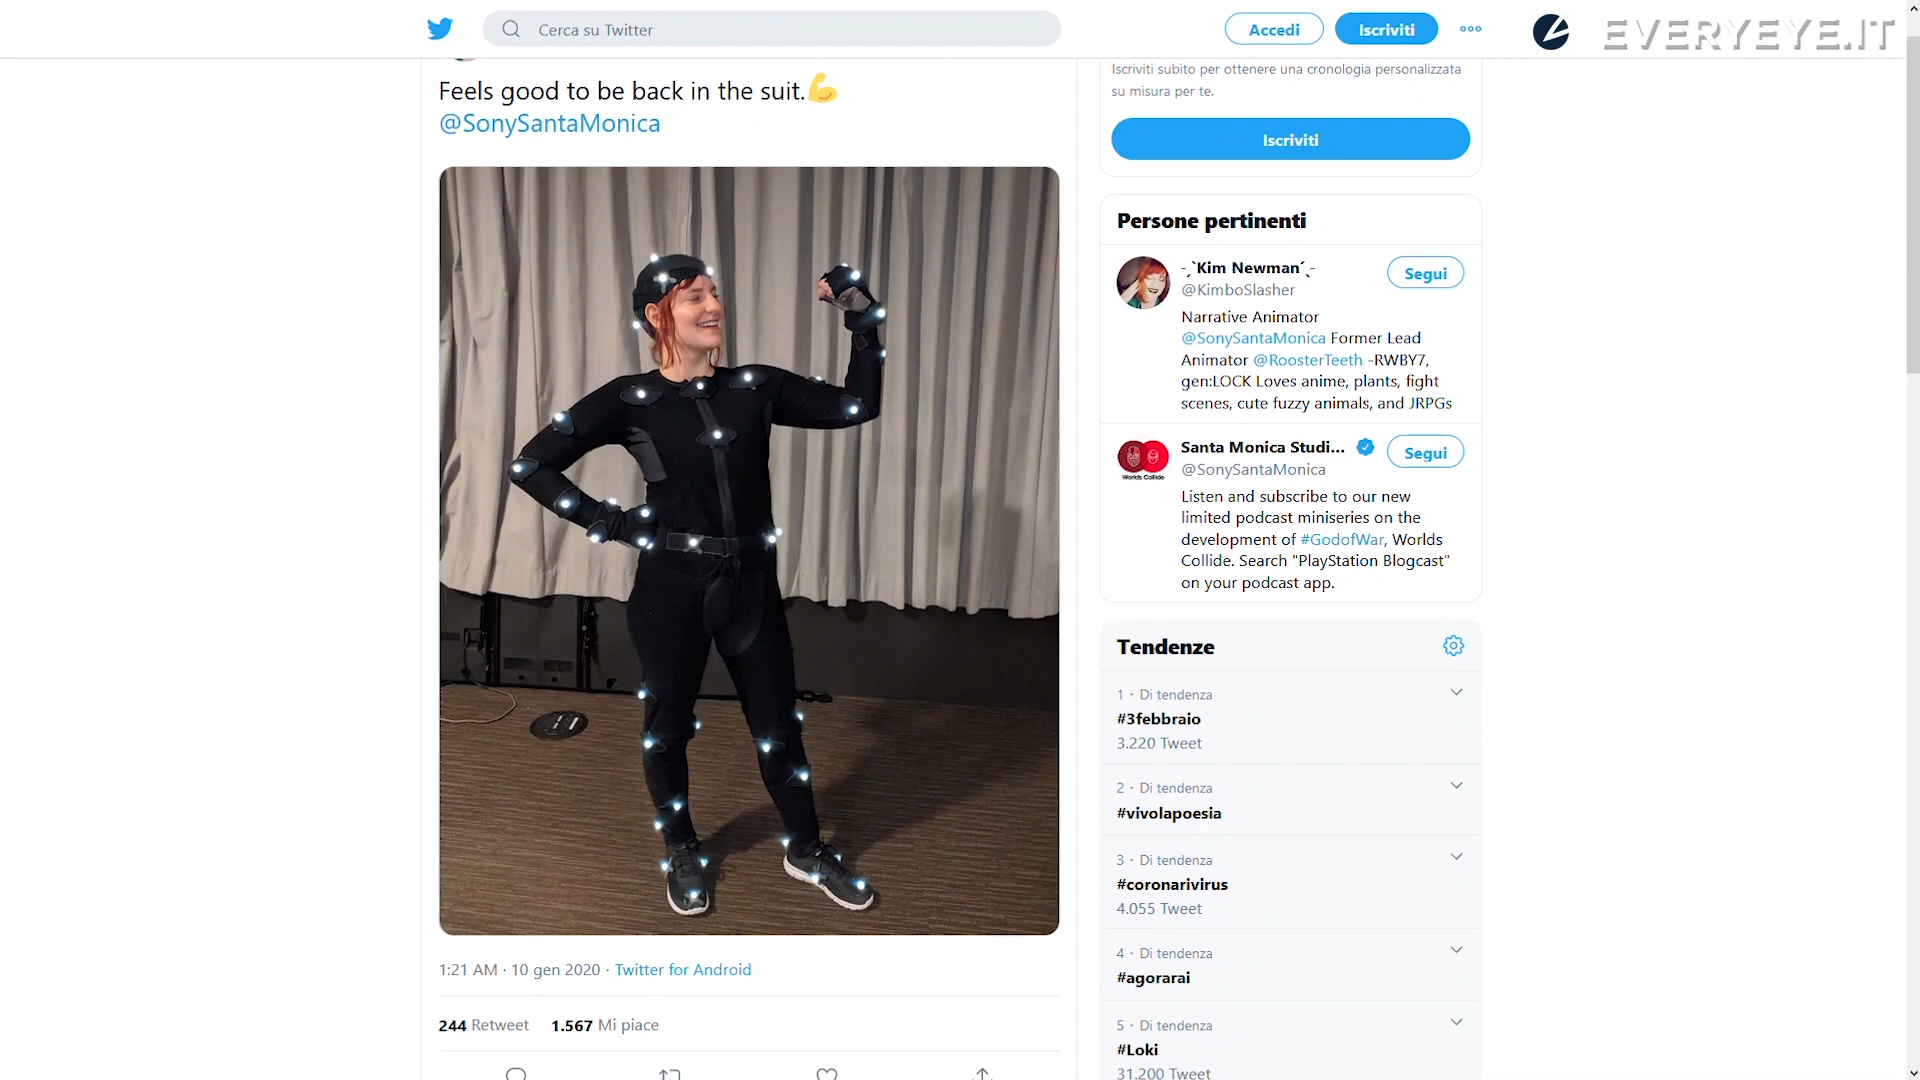 Cerca su Twitter
Accedi
Iscriviti
EVERYEYE.IT
Feels good to be back in the suit.💪
@SonySantaMonica
1:21 AM · 10 gen 2020 · Twitter for Android
244 Retweet 1.567 Mi piace
Iscriviti subito per ottenere una cronologia personalizzata
su misura per te.
Iscriviti
Persone pertinenti
-ˏˋKim Newmanˊˎ-
Segui
@KimboSlasher
Narrative Animator
@SonySantaMonica Former Lead
Animator @RoosterTeeth -RWBY7,
gen:LOCK Loves anime, plants, fight
scenes, cute fuzzy animals, and JRPGs
Santa Monica Studi...
Segui
@SonySantaMonica
Worlds Collide
Listen and subscribe to our new
limited podcast miniseries on the
development of #GodofWar, Worlds
Collide. Search "PlayStation Blogcast"
on your podcast app.
Tendenze
1 · Di tendenza
#3febbraio
3.220 Tweet
2 · Di tendenza
#vivolapoesia
3 · Di tendenza
#coronarivirus
4.055 Tweet
4 · Di tendenza
#agorarai
5 · Di tendenza
#Loki
31.200 Tweet